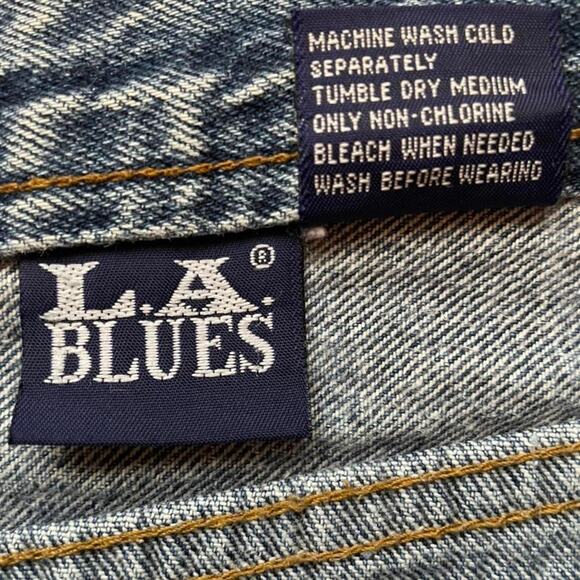 MACHINE WASH COLD
SEPARATELY
TUMBLE DRY MEDIUM
ONLY NON-CHLORINE
BLEACH WHEN NEEDED
WASH BEFORE WEARING
L.A.®
BLUES